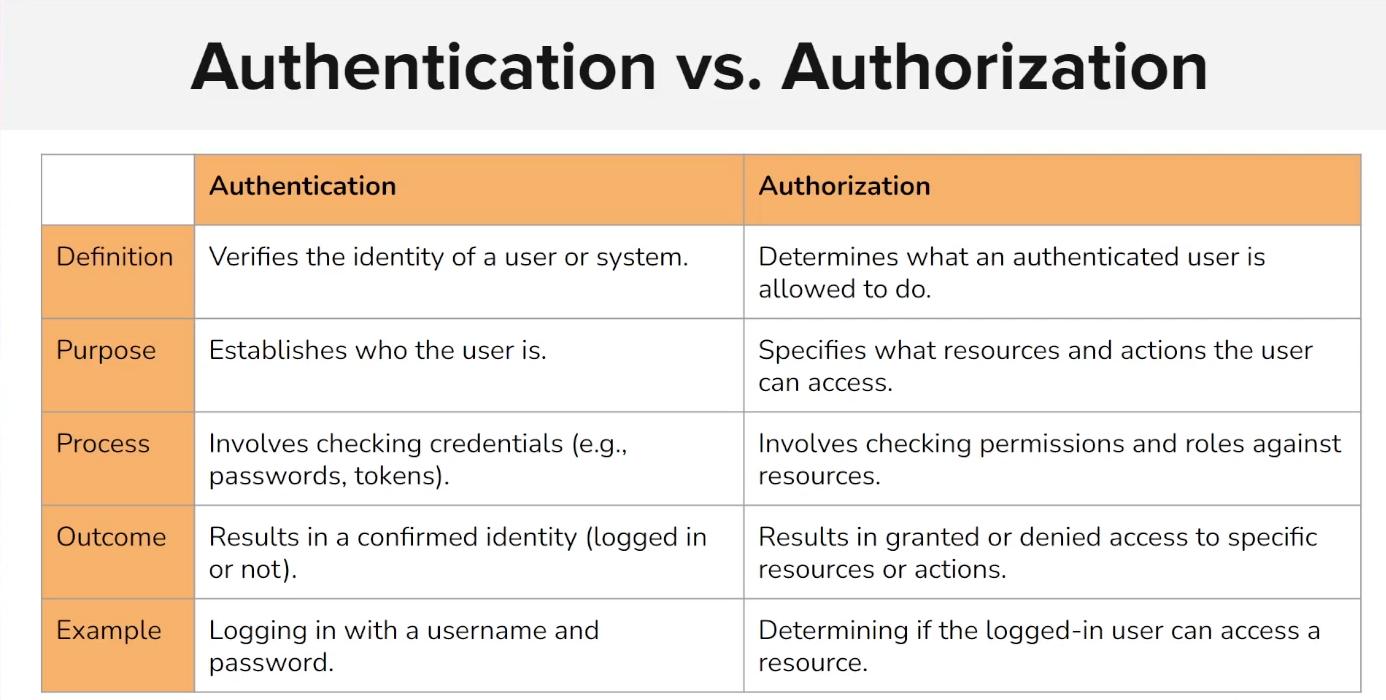 Authentication vs. Authorization
Authentication
Authorization
Definition
Verifies the identity of a user or system.
Determines what an authenticated user is
allowed to do.
Purpose
Establishes who the user is.
Specifies what resources and actions the user
can access.
Process
Involves checking credentials (e.g.,
passwords, tokens).
Involves checking permissions and roles against
resources.
Outcome
Results in a confirmed identity (logged in
or not).
Results in granted or denied access to specific
resources or actions.
Example
Logging in with a username and
password.
Determining if the logged-in user can access a
resource.